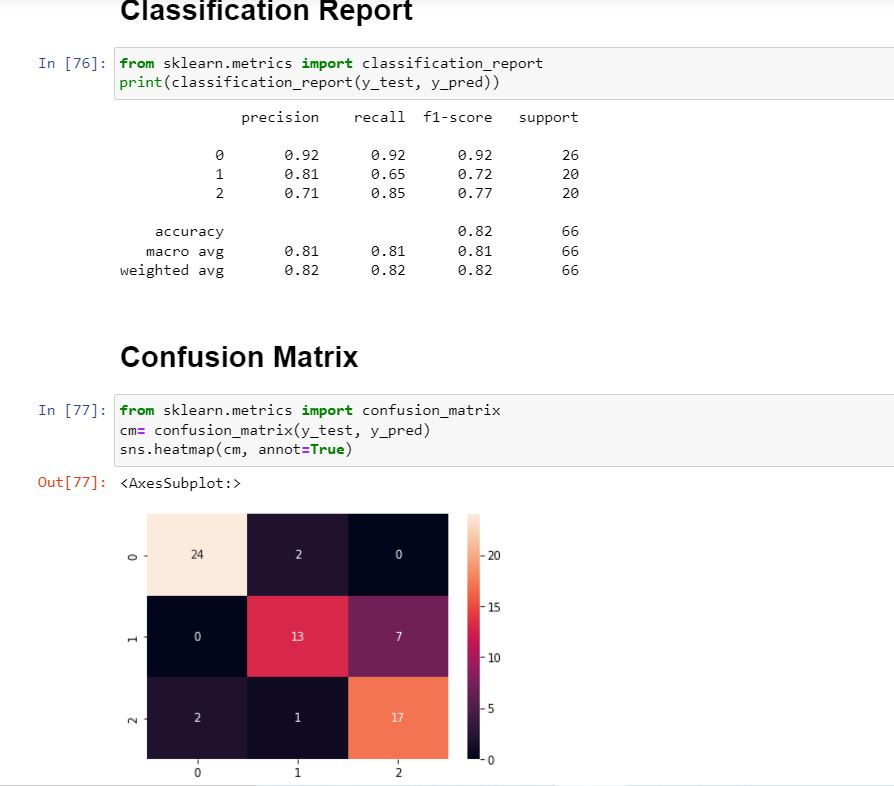 Classification Report
In [76]: from sklearn.metrics import classification_report
print(classification_report(y_test, y_pred))
precision recall f1-score support
0 0.92 0.92 0.92 26
1 0.81 0.65 0.72 20
2 0.71 0.85 0.77 20
accuracy 0.82 66
macro avg 0.81 0.81 0.81 66
weighted avg 0.82 0.82 0.82 66
Confusion Matrix
In [77]: from sklearn.metrics import confusion_matrix
cm= confusion_matrix(y_test, y_pred)
sns.heatmap(cm, annot=True)
Out[77]: <AxesSubplot:>
0 24 2 0
1 0 13 7
2 2 1 17
0 1 2
20
15
10
5
0